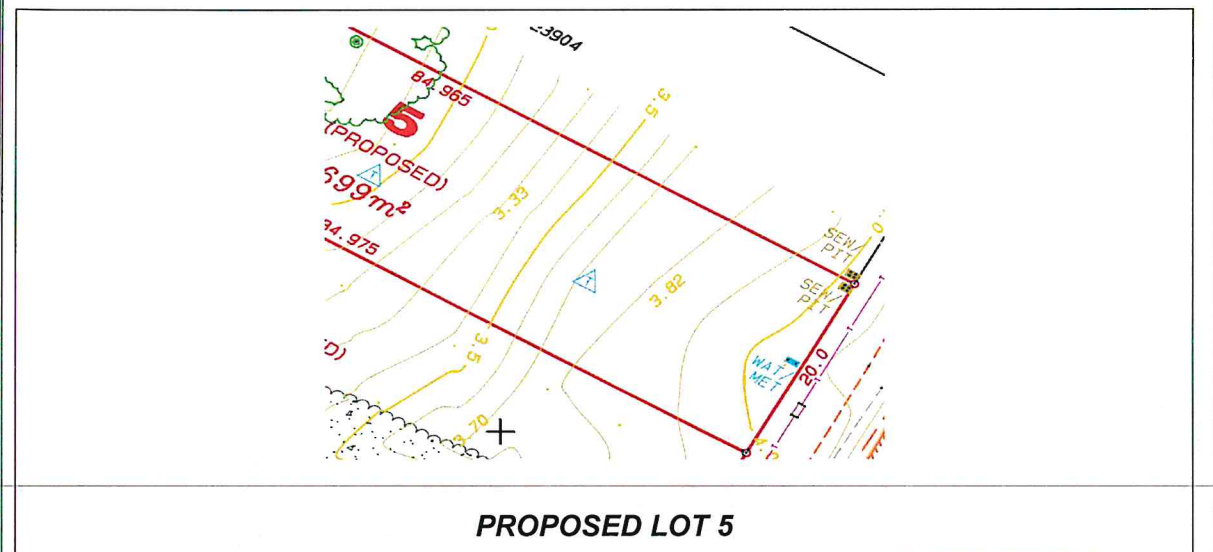 23904
84.965
3.5
5
(PROPOSED)
T
699m²
3.33
84.975
SEW/
PIT
SEW/
PIT
T
3.82
3.5
WAT/
MET
20.0
3.70
PROPOSED LOT 5